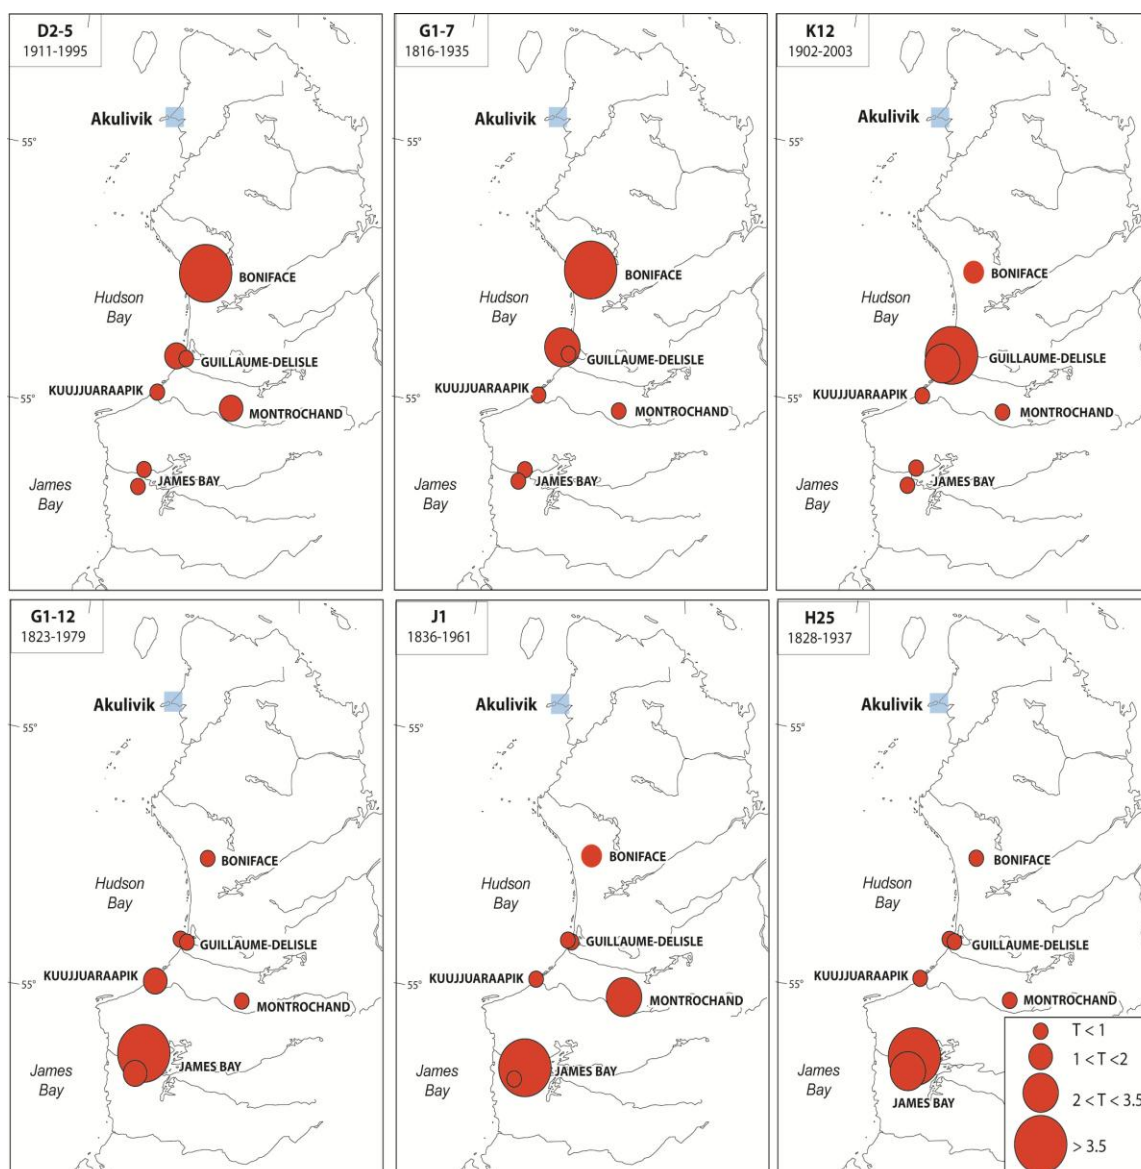 D2-5
1911-1995
Akulivik
55°
BONIFACE
Hudson
Bay
GUILLAUME-DELISLE
KUUJJUARAAPIK
55°
MONTROCHAND
JAMES BAY
James
Bay
G1-7
1816-1935
Akulivik
55°
BONIFACE
Hudson
Bay
GUILLAUME-DELISLE
KUUJJUARAAPIK
55°
MONTROCHAND
JAMES BAY
James
Bay
K12
1902-2003
Akulivik
55°
BONIFACE
Hudson
Bay
GUILLAUME-DELISLE
KUUJJUARAAPIK
55°
MONTROCHAND
JAMES BAY
James
Bay
G1-12
1823-1979
Akulivik
55°
BONIFACE
Hudson
Bay
GUILLAUME-DELISLE
KUUJJUARAAPIK
55°
MONTROCHAND
JAMES BAY
James
Bay
J1
1836-1961
Akulivik
55°
BONIFACE
Hudson
Bay
GUILLAUME-DELISLE
KUUJJUARAAPIK
55°
MONTROCHAND
JAMES BAY
James
Bay
H25
1828-1937
Akulivik
55°
BONIFACE
Hudson
Bay
GUILLAUME-DELISLE
KUUJJUARAAPIK
55°
MONTROCHAND
James
Bay
JAMES BAY
T < 1
1 < T <2
2 < T < 3.5
> 3.5